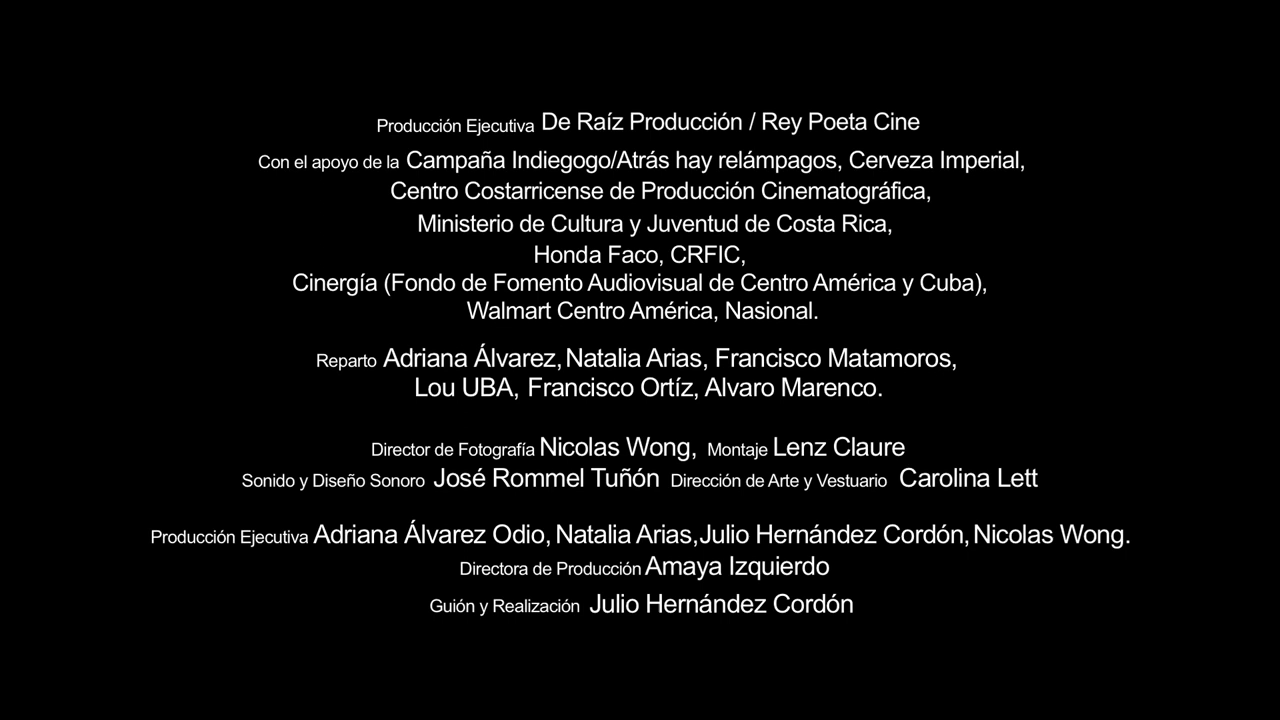 Producción Ejecutiva De Raíz Producción / Rey Poeta Cine
Con el apoyo de la Campaña Indiegogo/Atrás hay relámpagos, Cerveza Imperial,
Centro Costarricense de Producción Cinematográfica,
Ministerio de Cultura y Juventud de Costa Rica,
Honda Faco, CRFIC,
Cinergía (Fondo de Fomento Audiovisual de Centro América y Cuba),
Walmart Centro América, Nasional.
Reparto Adriana Álvarez, Natalia Arias, Francisco Matamoros,
Lou UBA, Francisco Ortíz, Alvaro Marenco.
Director de Fotografía Nicolas Wong, Montaje Lenz Claure
Sonido y Diseño Sonoro José Rommel Tuñón Dirección de Arte y Vestuario Carolina Lett
Producción Ejecutiva Adriana Álvarez Odio, Natalia Arias,Julio Hernández Cordón, Nicolas Wong.
Directora de Producción Amaya Izquierdo
Guión y Realización Julio Hernández Cordón